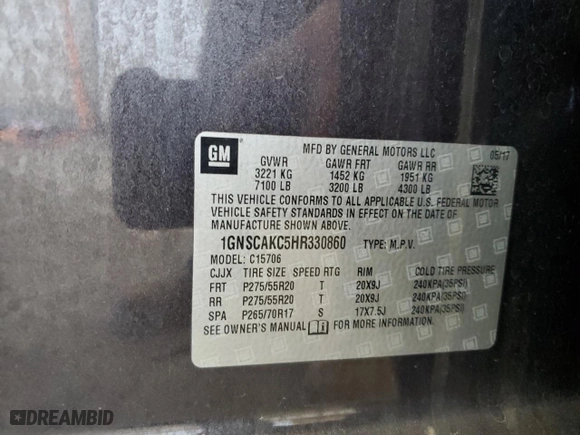 GM
MFD BY GENERAL MOTORS LLC
05/17
GVWR GAWR FRT GAWR RR
3221 KG 1452 KG 1951 KG
7100 LB 3200 LB 4300 LB
THIS VEHICLE CONFORMS TO ALL APPLICABLE U.S. FEDERAL MOTOR
VEHICLE SAFETY STANDARDS IN EFFECT ON THE DATE OF
MANUFACTURE SHOWN ABOVE.
1GNSCAKC5HR330860 TYPE: M.P.V.
MODEL: C15706
CJJX TIRE SIZE SPEED RTG RIM COLD TIRE PRESSURE
FRT P275/55R20 T 20X9J 240KPA(35PSI)
RR P275/55R20 T 20X9J 240KPA(35PSI)
SPA P265/70R17 S 17X7.5J 240KPA(35PSI)
SEE OWNER'S MANUAL FOR MORE INFORMATION.
DREAMBID